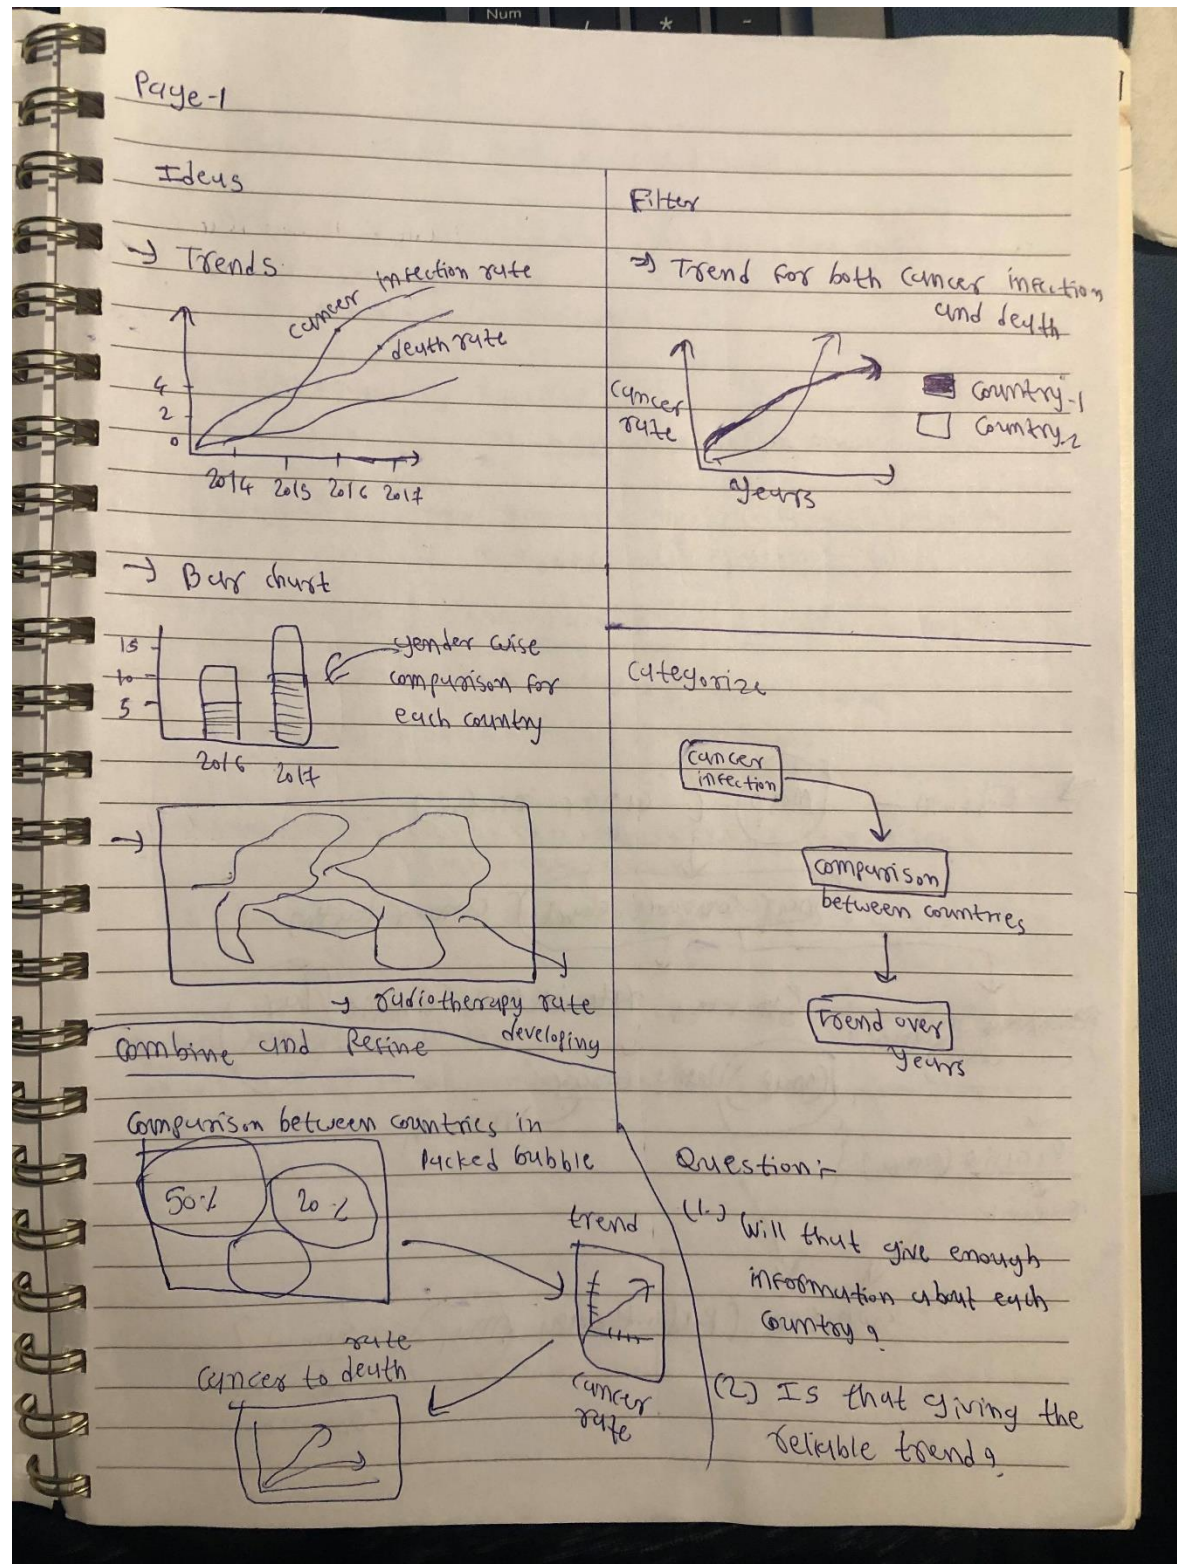 Num
/ * -
Page-1
Ideas
→ Trends
cancer infection rate
death rate
4
2
0
2014 2015 2016 2017
→ Bar chart
15
10
5
2016 2017
gender wise
comparison for
each country
→ radiotherapy rate
developing
Filter
⇒ Trend for both cancer infection
and death
cancer
rate
Years
Country-1
Country-2
Categorize
cancer
infection
comparison
between countries
Trend over
years
Combine and Refine
Comparison between countries in
Packed bubble
50%
20%
trend
cancer
rate
rate
Cancer to death
Question:-
(1.) Will that give enough
information about each
country?
(2) Is that giving the
reliable trend?